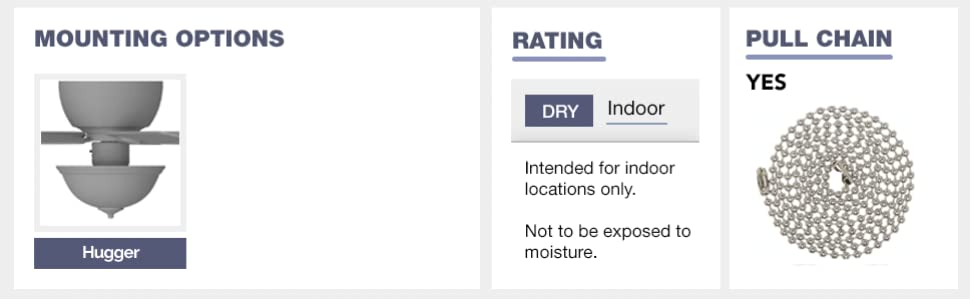 MOUNTING OPTIONS
Hugger
RATING
DRY Indoor
Intended for indoor
locations only.
Not to be exposed to
moisture.
PULL CHAIN
YES